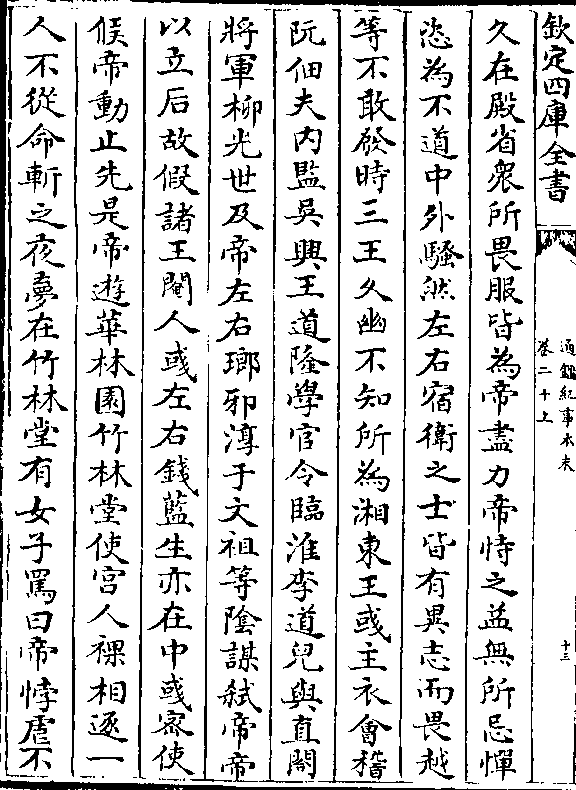 欽定四庫全書
通鑑紀事本末
卷二十上
十三
久在殿省衆所畏服皆為帝盡力帝恃之益無所忌憚
恣為不道中外騷然左右宿衛之士皆有異志而畏越
等不敢發時三王久幽不知所為湘東王彧主衣會稽
阮佃夫内監吳興王道隆學官令臨淮李道兒與直閤
將軍柳光世及帝左右瑯邪淳于文祖等陰謀弑帝帝
以立后故假諸王閹人彧左右錢藍生亦在中彧宻使
候帝動止先是帝遊華林園竹林堂使宫人裸相逐一
人不從命斬之夜夢在竹林堂有女子罵曰帝悖虐不